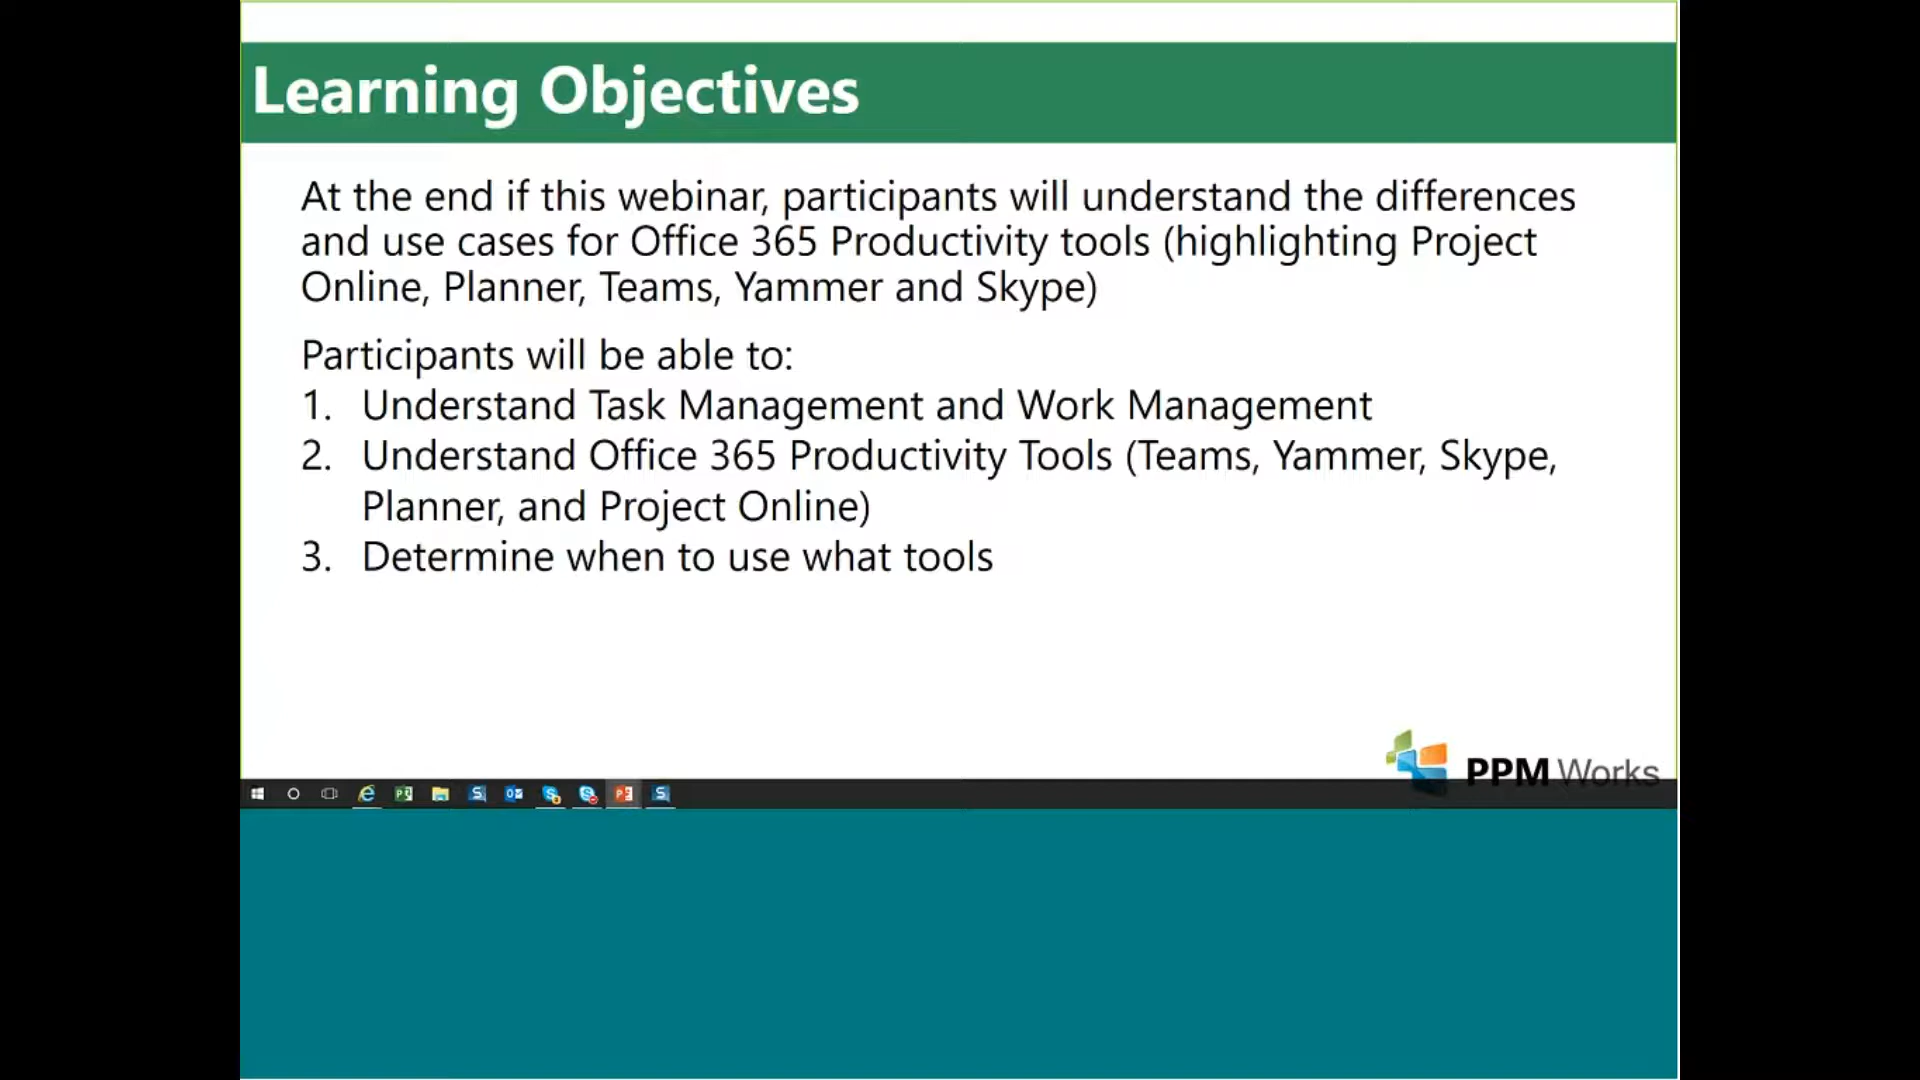 Learning Objectives
At the end if this webinar, participants will understand the differences
and use cases for Office 365 Productivity tools (highlighting Project
Online, Planner, Teams, Yammer and Skype)
Participants will be able to:
1. Understand Task Management and Work Management
2. Understand Office 365 Productivity Tools (Teams, Yammer, Skype,
Planner, and Project Online)
3. Determine when to use what tools
PPM Works